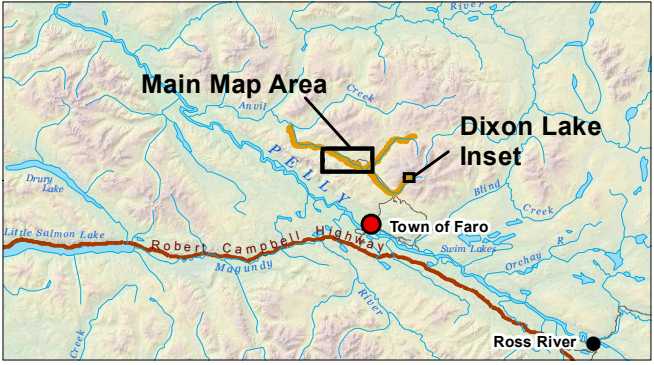 River
Main Map Area
Creek
Anvil
Dixon Lake
Inset
PELLY
Drury
Lake
Blind
Creek
Town of Faro
Little Salmon Lake
Robert Campbell Highway
Swim Lakes
Orchay R
Magundy
River
Ross River
Creek